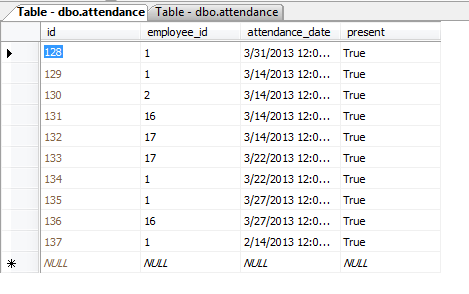 Table - dbo.attendance Table - dbo.attendance
id employee_id attendance_date present
128 1 3/31/2013 12:0... True
129 1 3/14/2013 12:0... True
130 2 3/14/2013 12:0... True
131 16 3/14/2013 12:0... True
132 17 3/14/2013 12:0... True
133 17 3/22/2013 12:0... True
134 1 3/22/2013 12:0... True
135 1 3/27/2013 12:0... True
136 16 3/27/2013 12:0... True
137 1 2/14/2013 12:0... True
NULL NULL NULL NULL